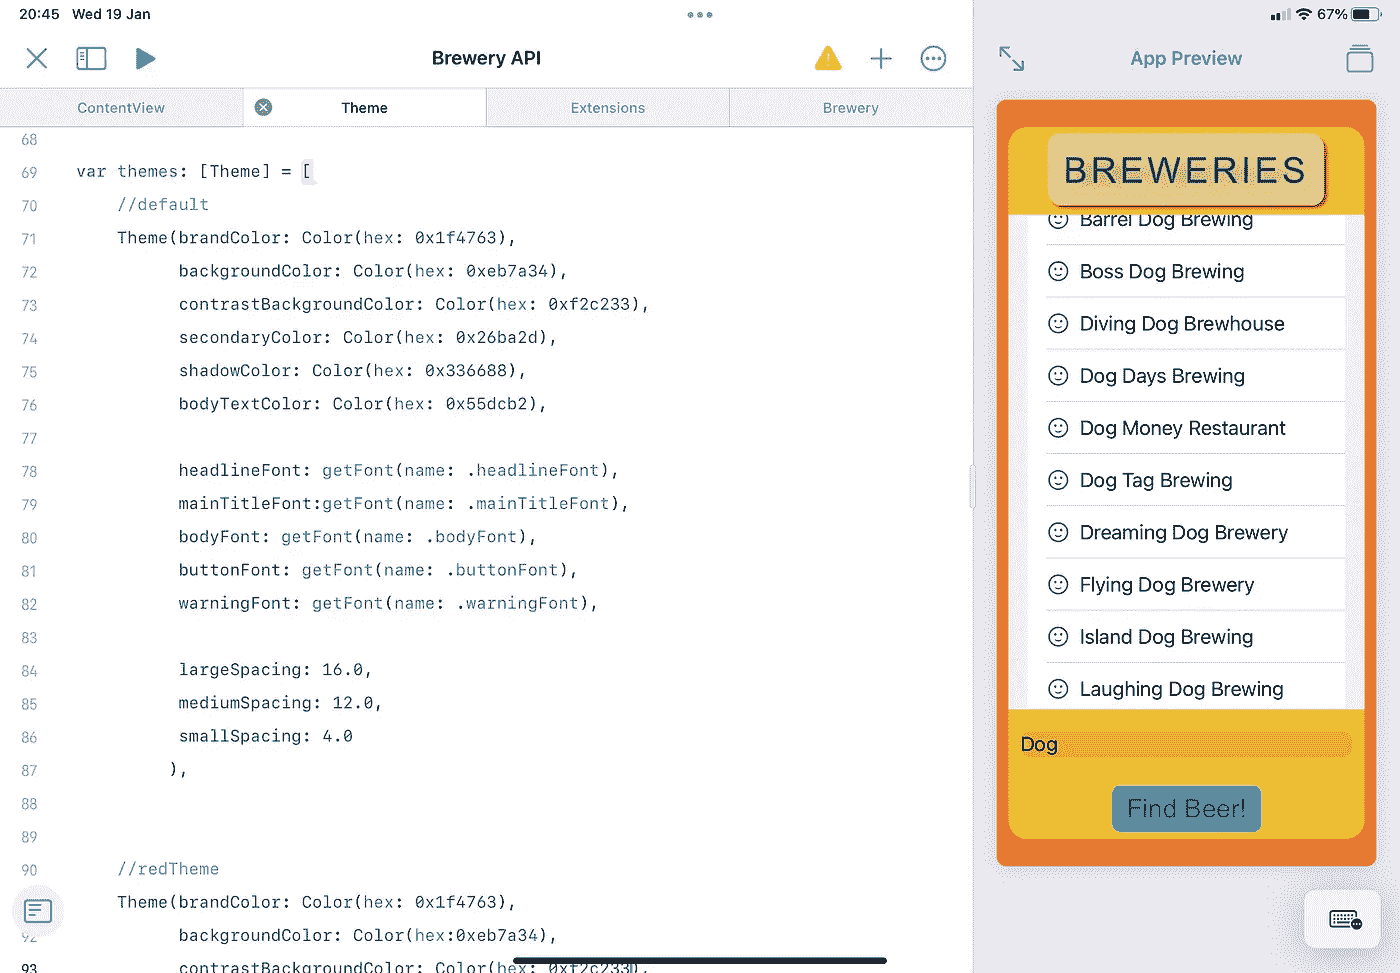 20:45 Wed 19 Jan
67%
Brewery API
App Preview
ContentView
Theme
Extensions
Brewery
68
69 var themes: [Theme] = [
70 //default
71 Theme(brandColor: Color(hex: 0x1f4763),
72 backgroundColor: Color(hex: 0xeb7a34),
73 contrastBackgroundColor: Color(hex: 0xf2c233),
74 secondaryColor: Color(hex: 0x26ba2d),
75 shadowColor: Color(hex: 0x336688),
76 bodyTextColor: Color(hex: 0x55dcb2),
77
78 headlineFont: getFont(name: .headlineFont),
79 mainTitleFont:getFont(name: .mainTitleFont),
80 bodyFont: getFont(name: .bodyFont),
81 buttonFont: getFont(name: .buttonFont),
82 warningFont: getFont(name: .warningFont),
83
84 largeSpacing: 16.0,
85 mediumSpacing: 12.0,
86 smallSpacing: 4.0
87 ),
88
89
90 //redTheme
Theme(brandColor: Color(hex: 0x1f4763),
92 backgroundColor: Color(hex:0xeb7a34),
93 contrastBackgroundColor: Color(hex: 0xf2c233),
BREWERIES
Barrel Dog Brewing
Boss Dog Brewing
Diving Dog Brewhouse
Dog Days Brewing
Dog Money Restaurant
Dog Tag Brewing
Dreaming Dog Brewery
Flying Dog Brewery
Island Dog Brewing
Laughing Dog Brewing
Dog
Find Beer!